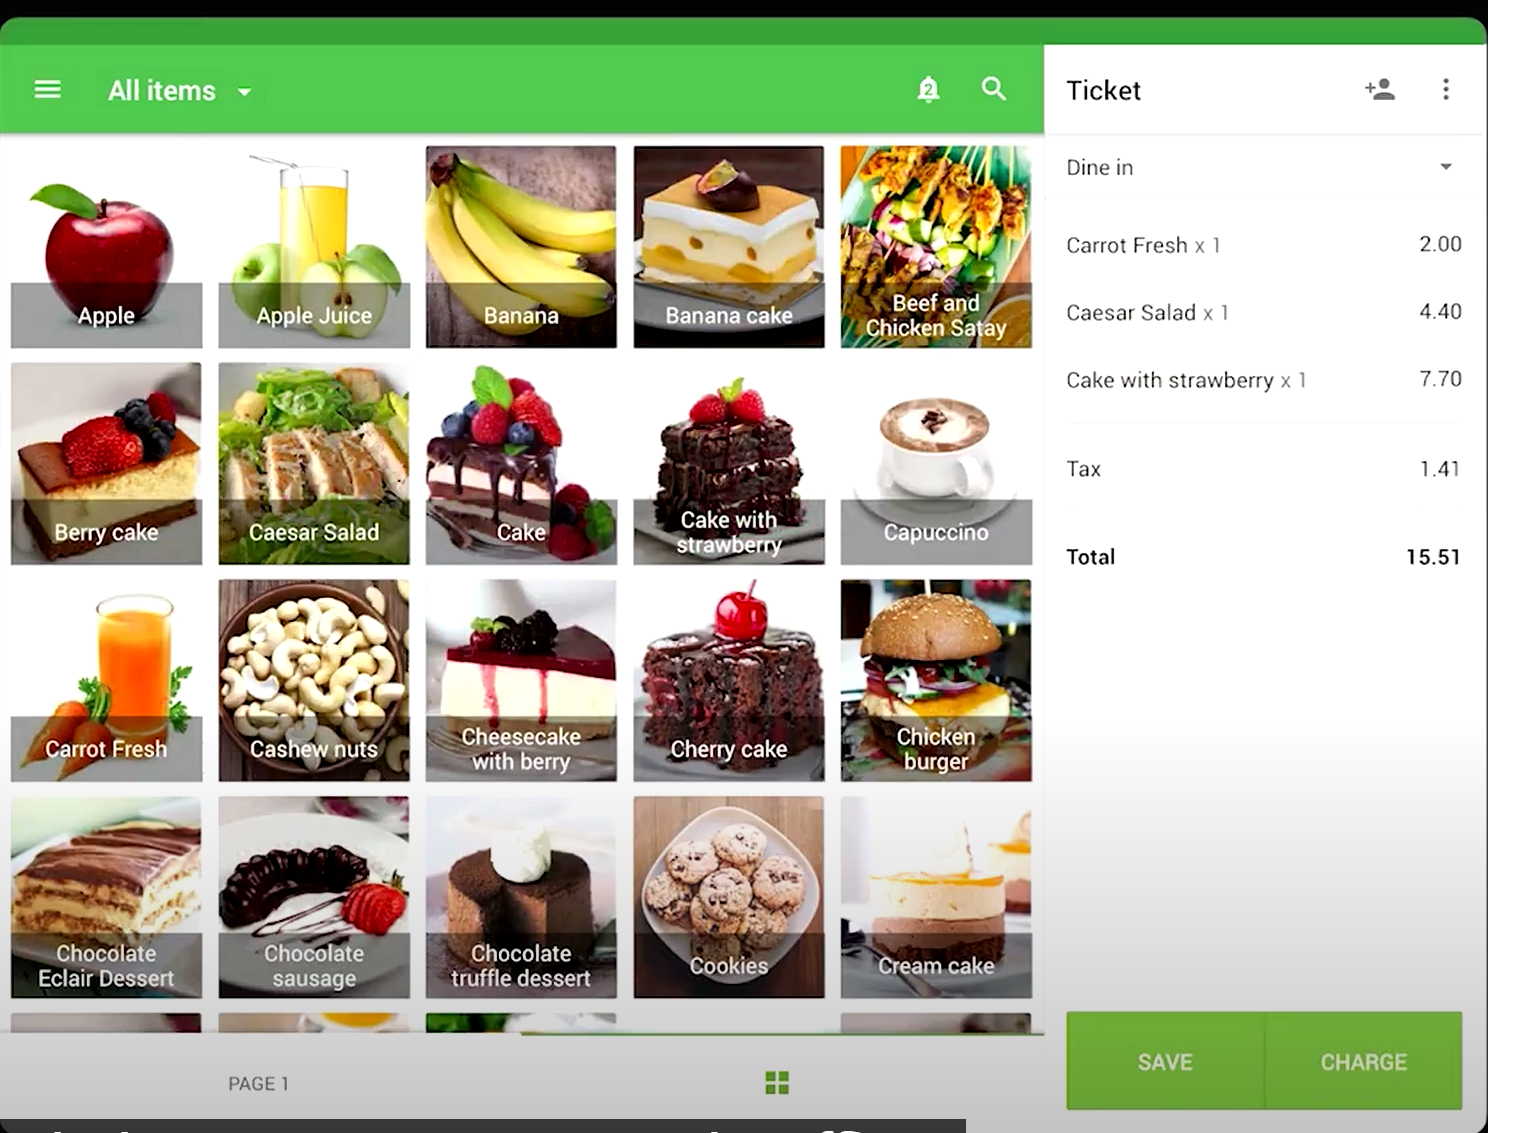 All items
2
Ticket
Dine in
Apple
Apple Juice
Banana
Banana cake
Beef and
Chicken Satay
Berry cake
Caesar Salad
Cake
Cake with
strawberry
Capuccino
Carrot Fresh
Cashew nuts
Cheesecake
with berry
Cherry cake
Chicken
burger
Chocolate
Eclair Dessert
Chocolate
sausage
Chocolate
truffle dessert
Cookies
Cream cake
PAGE 1
Carrot Fresh x 1 2.00
Caesar Salad x 1 4.40
Cake with strawberry x 1 7.70
Tax 1.41
Total 15.51
SAVE CHARGE